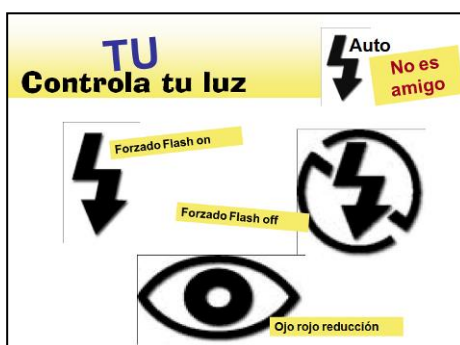 TU
Controla tu luz
Auto
No es
amigo
Forzado Flash on
Forzado Flash off
Ojo rojo reducción